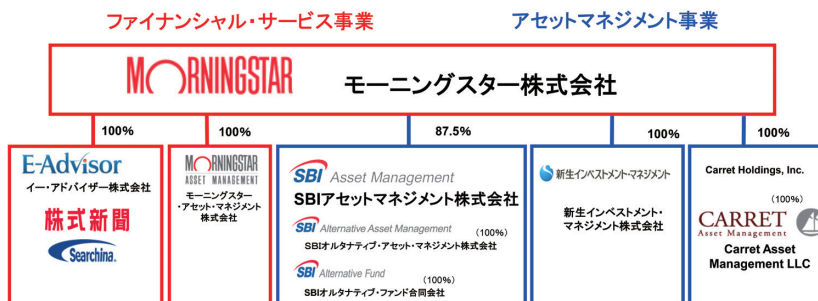 ファイナンシャル・サービス事業
アセットマネジメント事業
MORNINGSTAR モーニングスター株式会社
100%
100%
87.5%
100%
100%
E-Advisor
イー・アドバイザー株式会社
株式新聞
Searchina.
MORNINGSTAR
ASSET MANAGEMENT
モーニングスター
・アセット・マネジメント
株式会社
SBI Asset Management
SBIアセットマネジメント株式会社
SBI Alternative Asset Management (100%)
SBIオルタナティブ・アセット・マネジメント株式会社
SBI Alternative Fund (100%)
SBIオルタナティブ・ファンド合同会社
新生インベストメント・マネジメント
新生インベストメント・
マネジメント株式会社
Carret Holdings, Inc.
(100%)
CARRET
Asset Management
Carret Asset
Management LLC